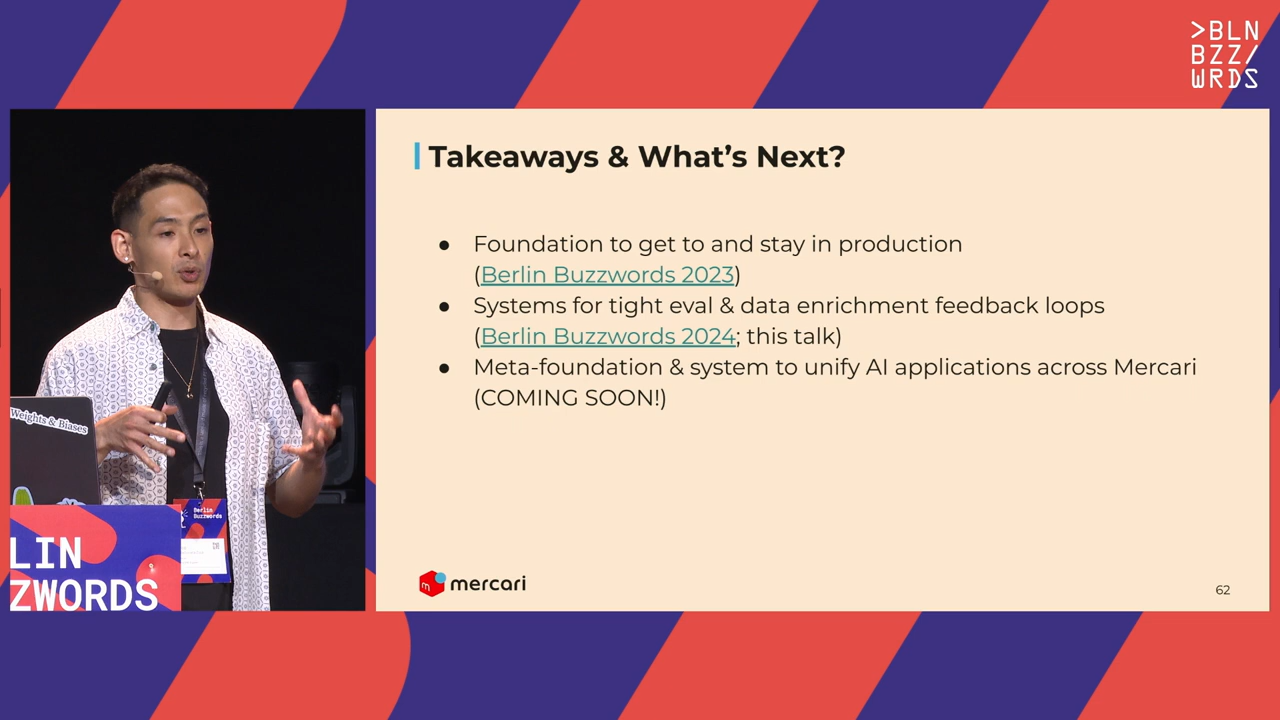 >BLN
BZZ/
WRDS
Takeaways & What's Next?
● Foundation to get to and stay in production
(Berlin Buzzwords 2023)
● Systems for tight eval & data enrichment feedback loops
(Berlin Buzzwords 2024; this talk)
● Meta-foundation & system to unify AI applications across Mercari
(COMING SOON!)
mercari
62
Weights & Biases
Berlin
Buzzwords
LIN
ZWORDS